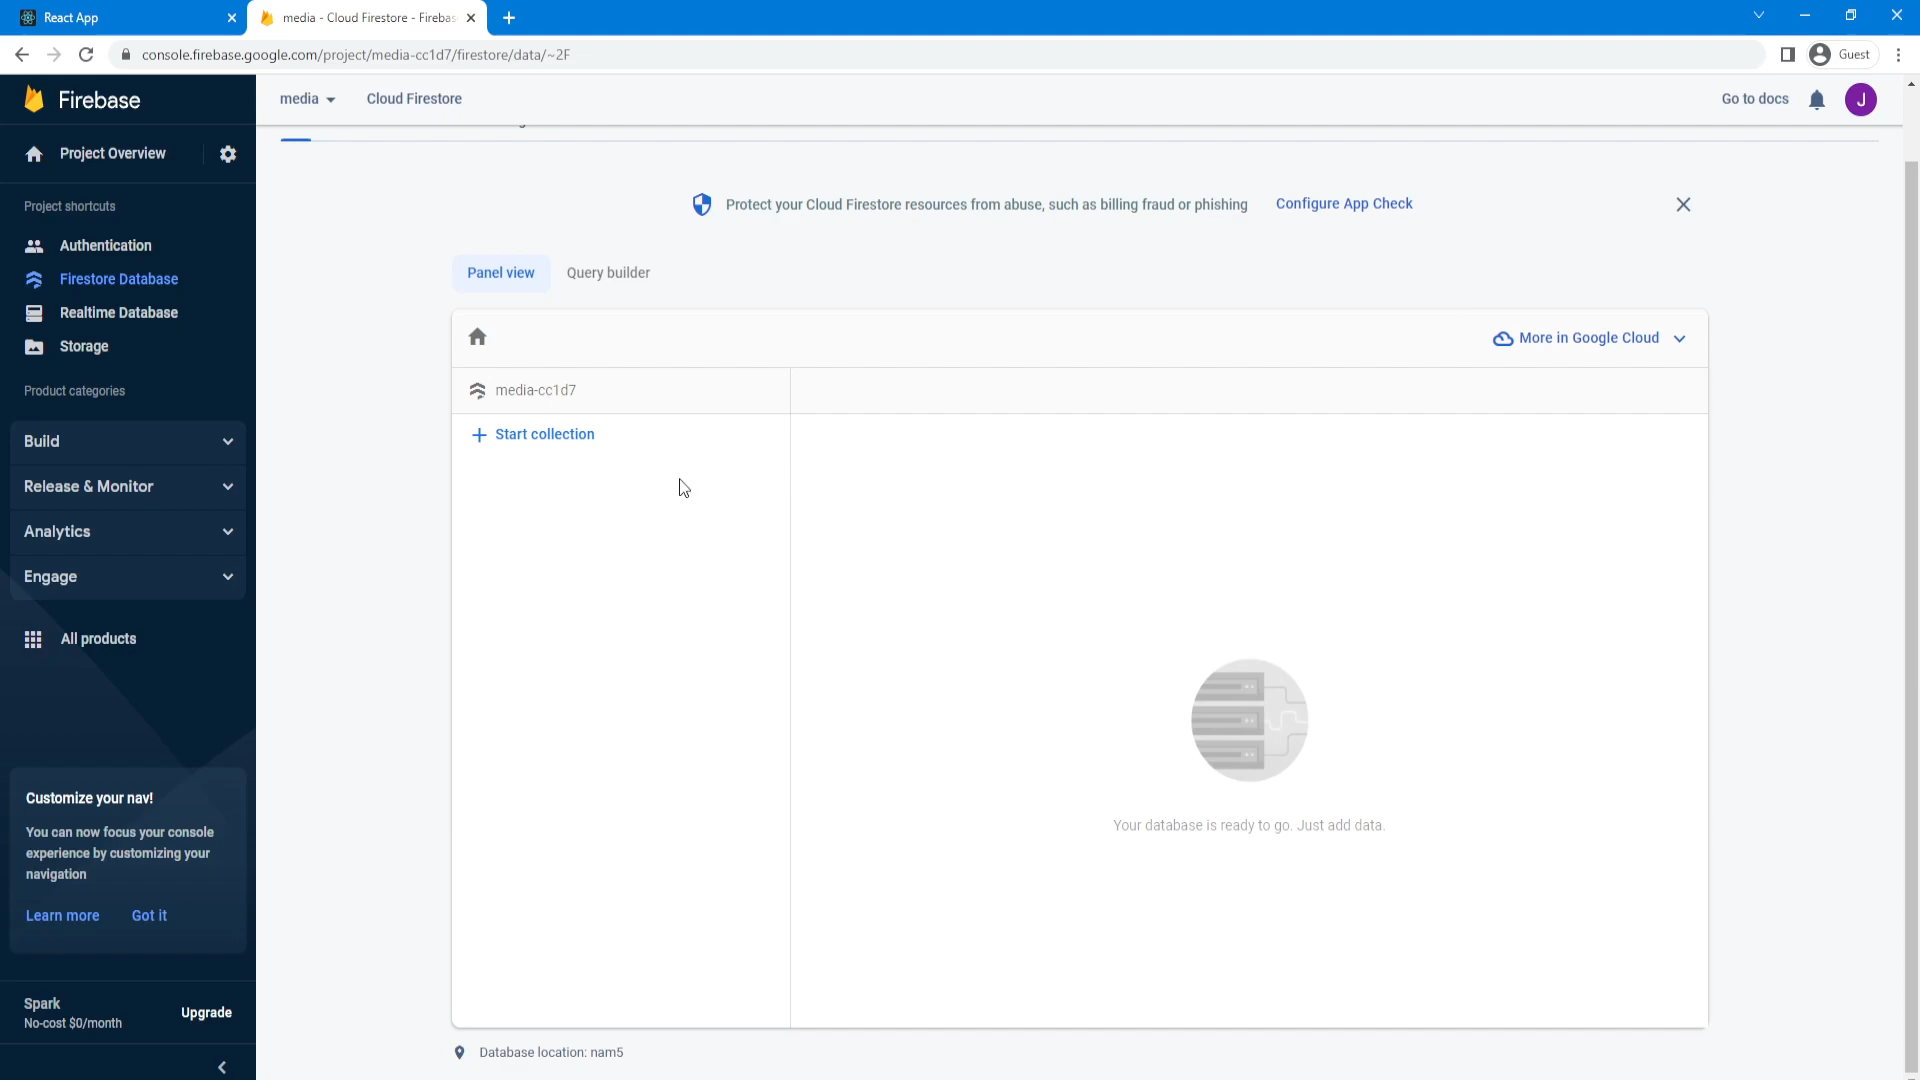 React App
media - Cloud Firestore - Firebas
console.firebase.google.com/project/media-cc1d7/firestore/data/~2F
Guest
Firebase
media
Cloud Firestore
Go to docs
J
Project Overview
Project shortcuts
Authentication
Firestore Database
Realtime Database
Storage
Product categories
Build
Release & Monitor
Analytics
Engage
All products
Customize your nav!
You can now focus your console
experience by customizing your
navigation
Learn more
Got it
Spark
No-cost $0/month
Upgrade
Protect your Cloud Firestore resources from abuse, such as billing fraud or phishing
Configure App Check
Panel view
Query builder
More in Google Cloud
media-cc1d7
Start collection
Your database is ready to go. Just add data.
Database location: nam5